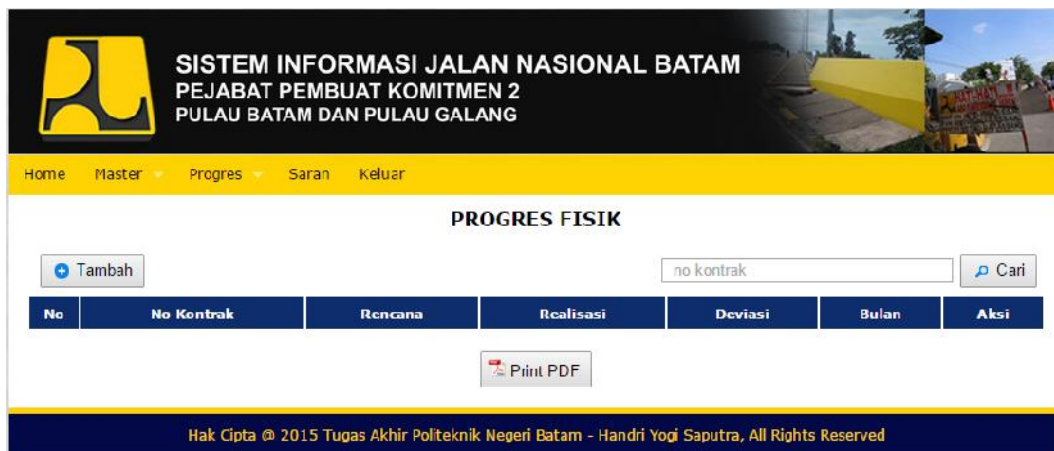 SISTEM INFORMASI JALAN NASIONAL BATAM
PEJABAT PEMBUAT KOMITMEN 2
PULAU BATAM DAN PULAU GALANG
Home Master Progres Saran Keluar
PROGRES FISIK
Tambah no kontrak Cari
No No Kontrak Rencana Realisasi Deviasi Bulan Aksi
Print PDF
Hak Cipta @ 2015 Tugas Akhir Politeknik Negeri Batam - Handri Yogi Saputra, All Rights Reserved